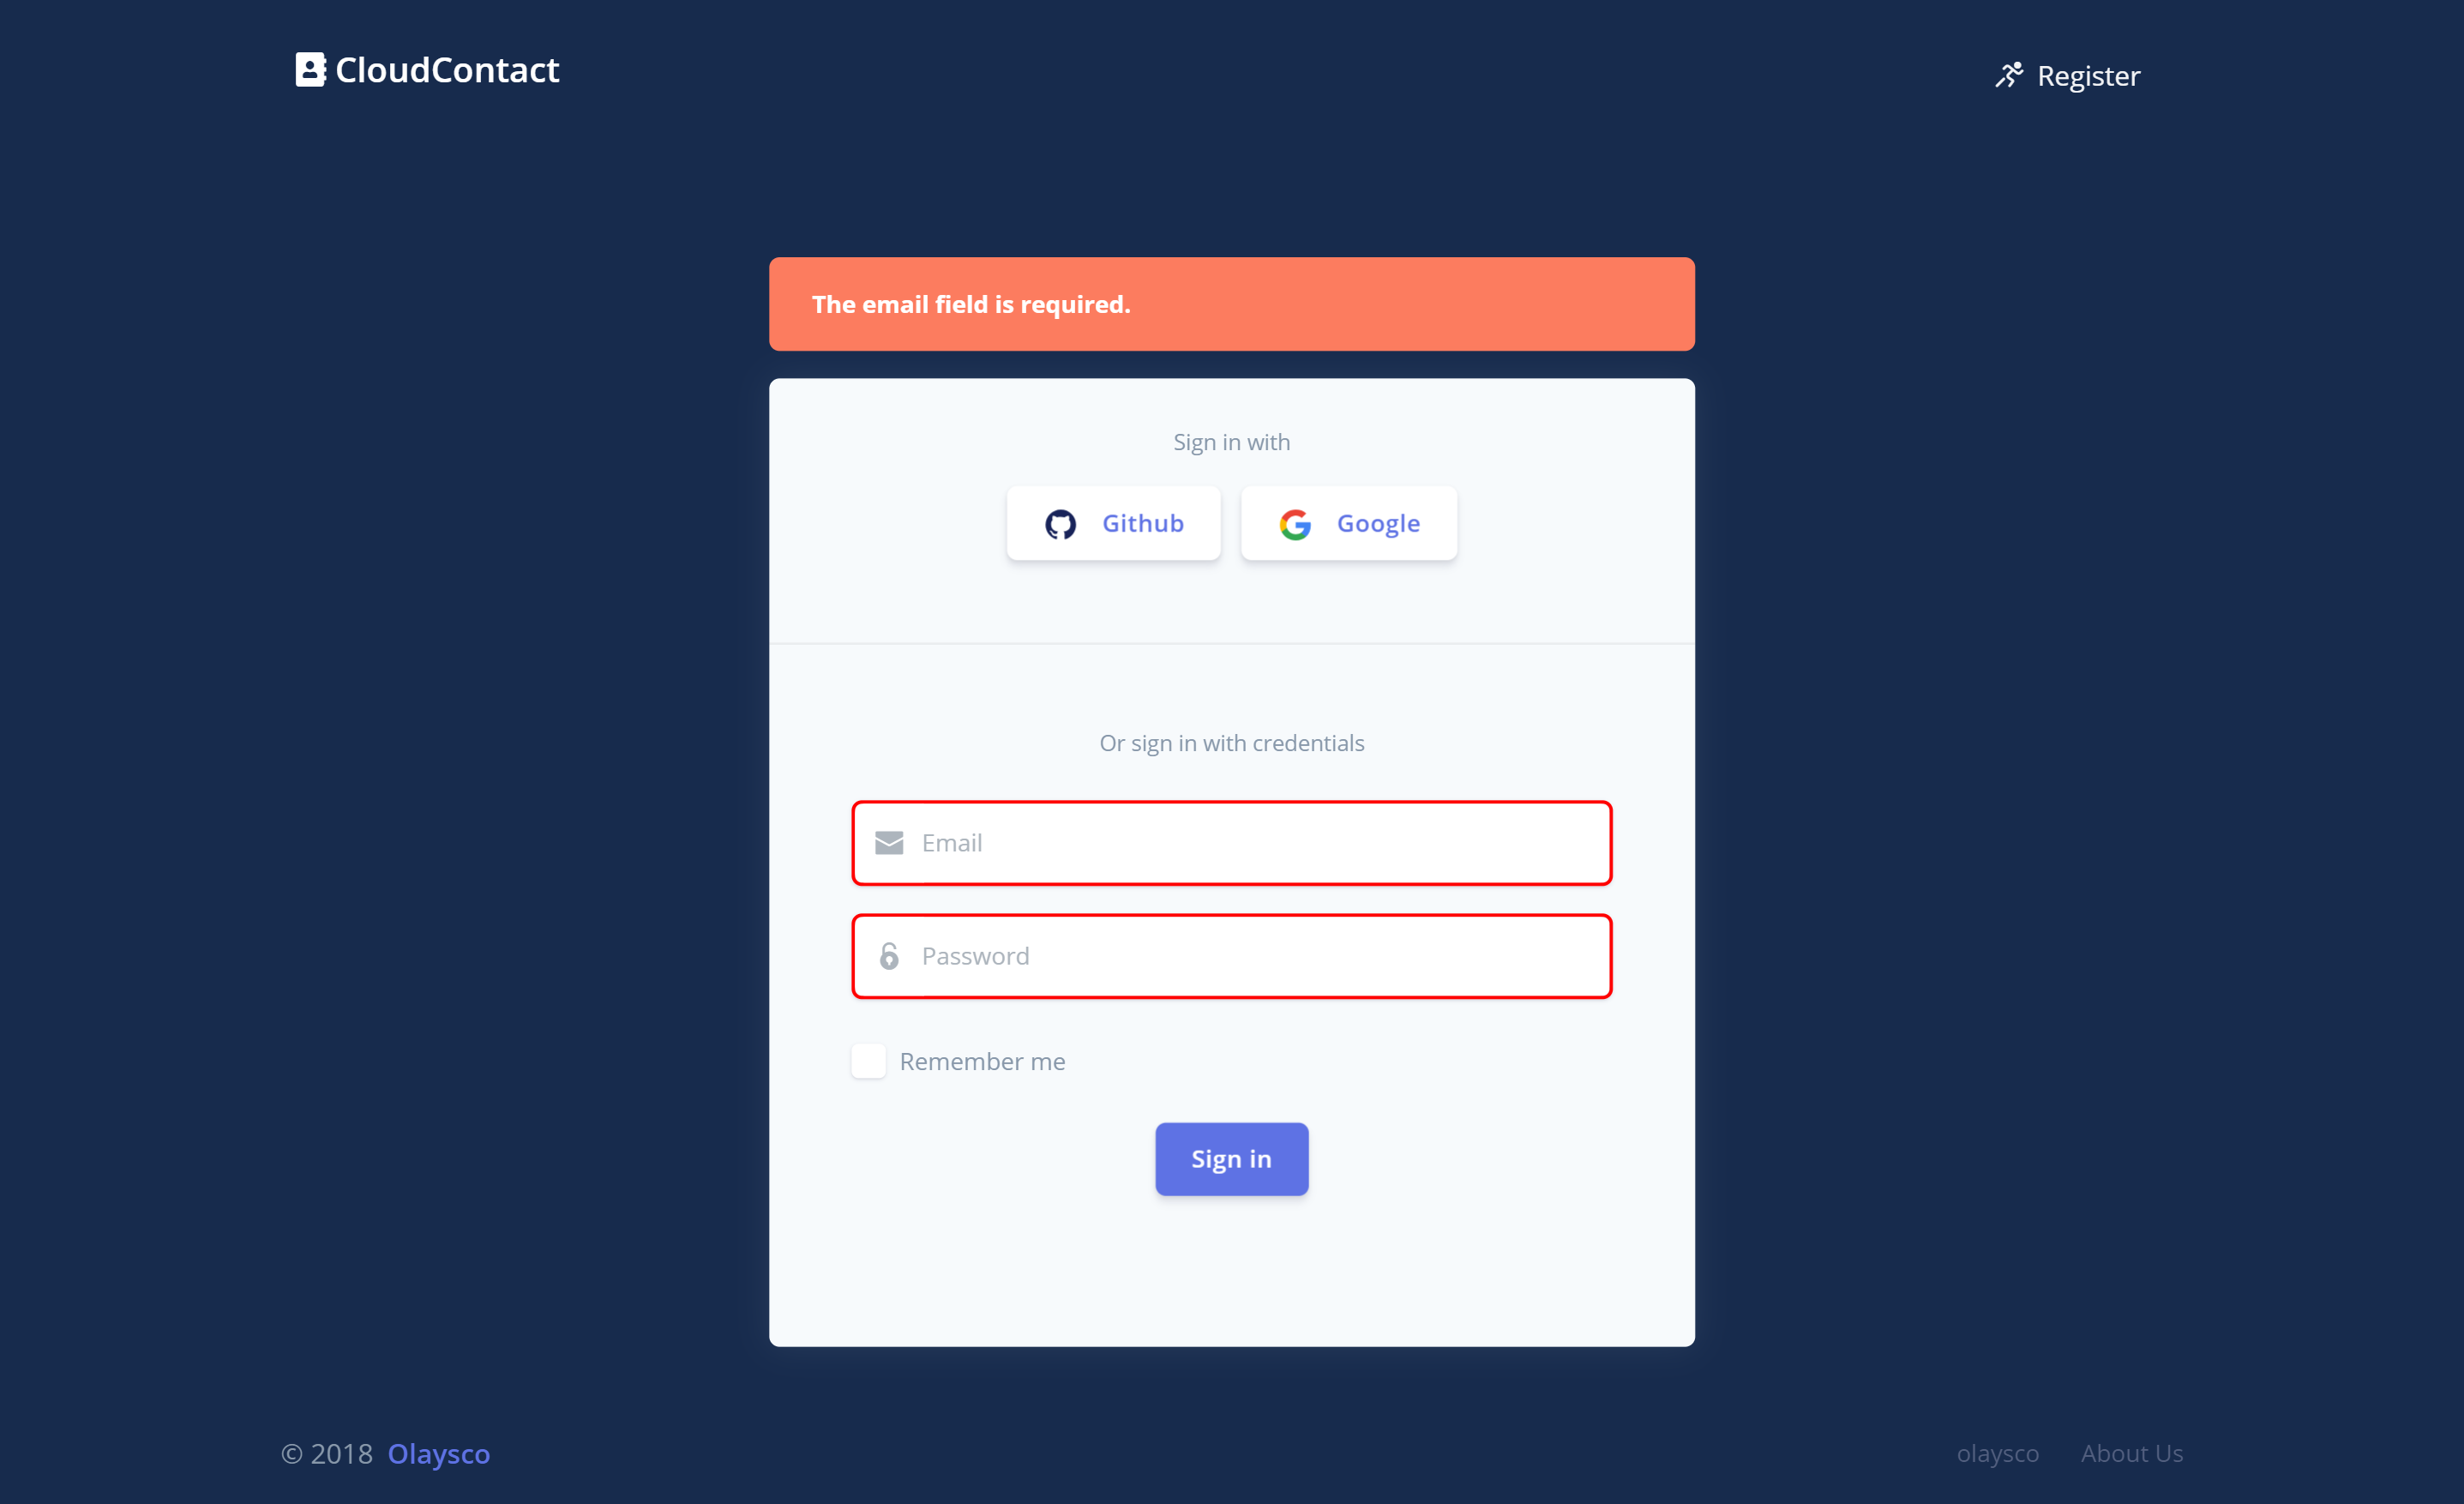 CloudContact
Register
The email field is required.
Sign in with
Github Google
Or sign in with credentials
Email
Password
Remember me
Sign in
© 2018 Olaysco
olaysco About Us